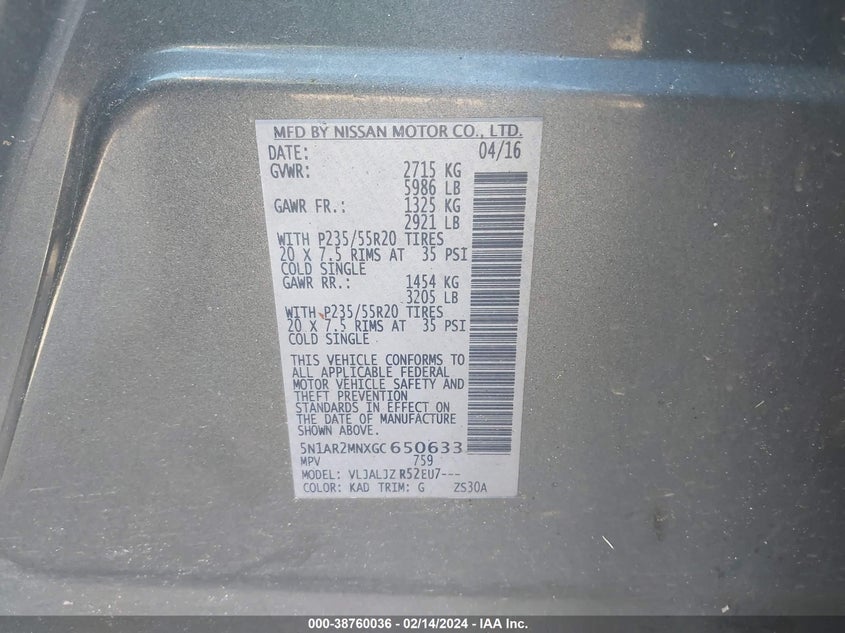 MFD BY NISSAN MOTOR CO., LTD.
DATE: 04/16
GVWR: 2715 KG
5986 LB
GAWR FR.: 1325 KG
2921 LB
WITH P235/55R20 TIRES
20 X 7.5 RIMS AT 35 PSI
COLD SINGLE
GAWR RR.: 1454 KG
3205 LB
WITH P235/55R20 TIRES
20 X 7.5 RIMS AT 35 PSI
COLD SINGLE
THIS VEHICLE CONFORMS TO
ALL APPLICABLE FEDERAL
MOTOR VEHICLE SAFETY AND
THEFT PREVENTION
STANDARDS IN EFFECT ON
THE DATE OF MANUFACTURE
SHOWN ABOVE.
5N1AR2MNXGC650633
MPV 759
MODEL: VLJALJZ R52EU7---
COLOR: KAD TRIM: G ZS30A
000-38760036 - 02/14/2024 - IAA Inc.